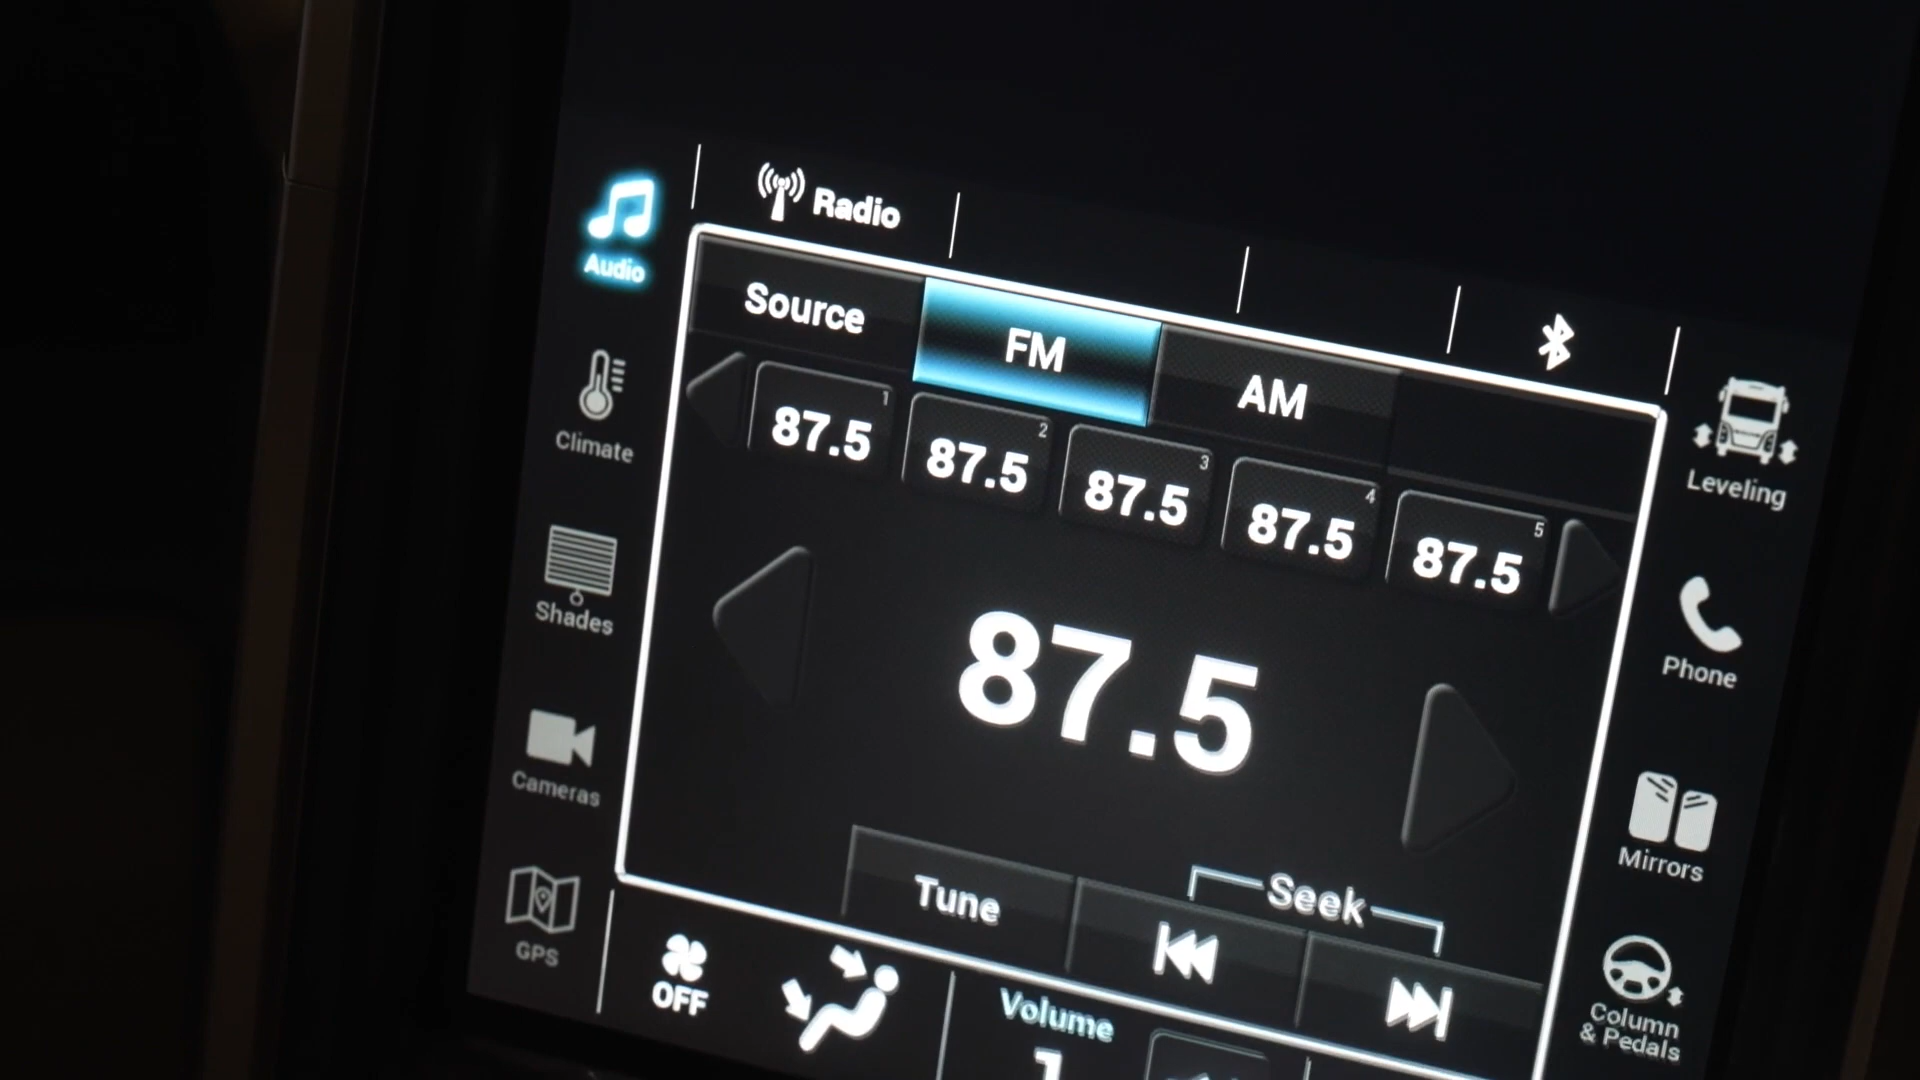 Radio
Audio
Source FM AM
1 2 3 4 5
87.5 87.5 87.5 87.5 87.5
Climate
Leveling
87.5
Shades
Phone
Cameras
Mirrors
Tune Seek
GPS
OFF
Volume
Column
& Pedals